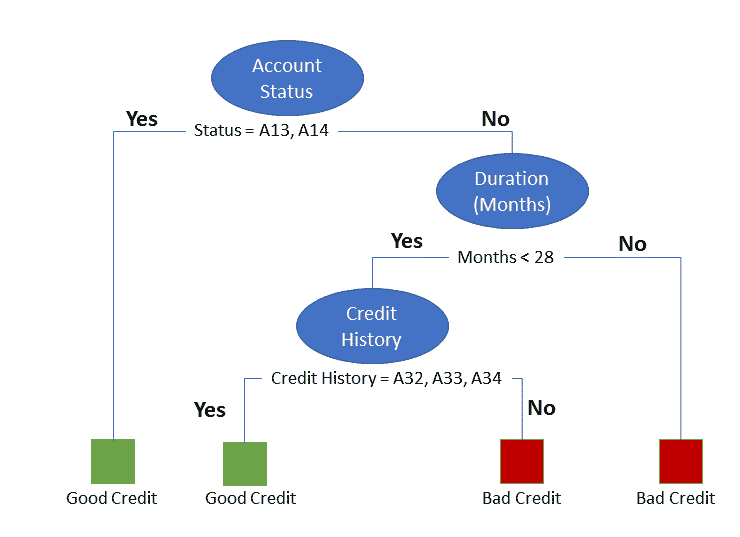 Account
Status
Yes
No
Status = A13, A14
Duration
(Months)
Yes
No
Months < 28
Credit
History
Credit History = A32, A33, A34
Yes
No
Good Credit
Good Credit
Bad Credit
Bad Credit